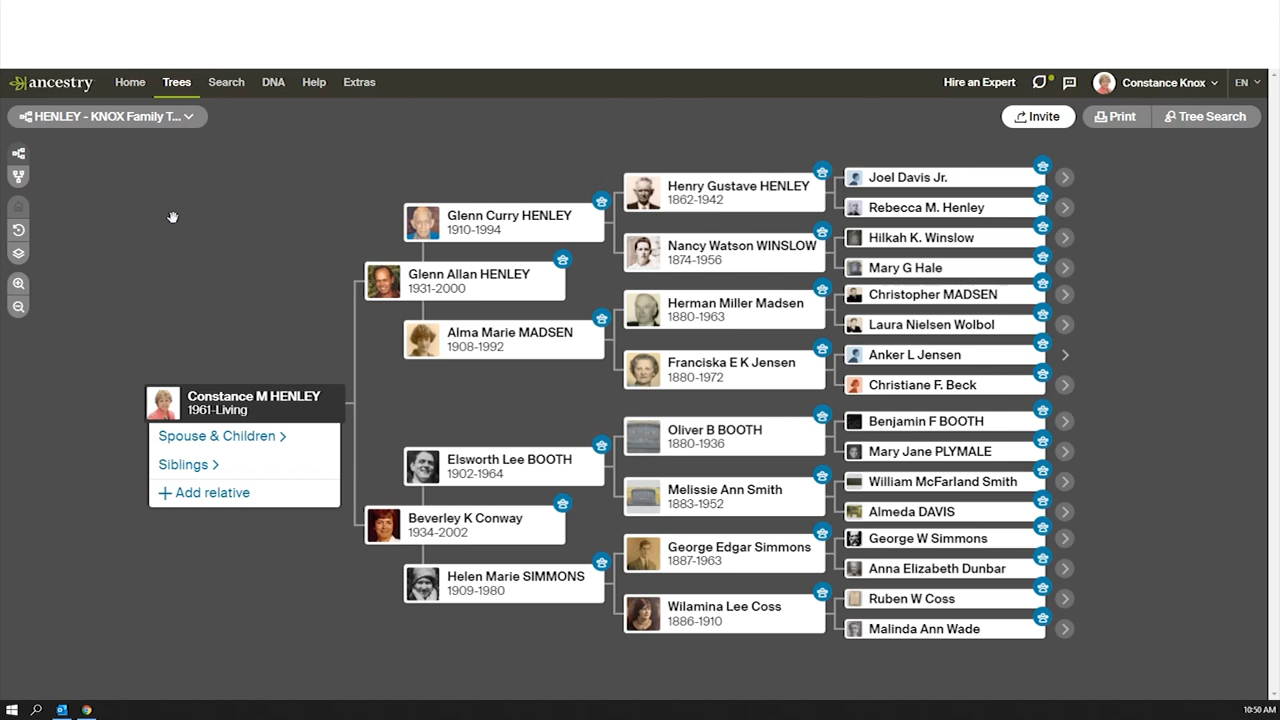 ancestry Home Trees Search DNA Help Extras Hire an Expert Constance Knox EN
HENLEY - KNOX Family T... Invite Print Tree Search
Constance M HENLEY
1961-Living
Spouse & Children
Siblings
Add relative
Glenn Allan HENLEY
1931-2000
Beverley K Conway
1934-2002
Glenn Curry HENLEY
1910-1994
Alma Marie MADSEN
1908-1992
Elsworth Lee BOOTH
1902-1964
Helen Marie SIMMONS
1909-1980
Henry Gustave HENLEY
1862-1942
Nancy Watson WINSLOW
1874-1956
Herman Miller Madsen
1880-1963
Franciska E K Jensen
1880-1972
Oliver B BOOTH
1880-1936
Melissie Ann Smith
1883-1952
George Edgar Simmons
1887-1963
Wilamina Lee Coss
1886-1910
Joel Davis Jr.
Rebecca M. Henley
Hilkah K. Winslow
Mary G Hale
Christopher MADSEN
Laura Nielsen Wolbol
Anker L Jensen
Christiane F. Beck
Benjamin F BOOTH
Mary Jane PLYMALE
William McFarland Smith
Almeda DAVIS
George W Simmons
Anna Elizabeth Dunbar
Ruben W Coss
Malinda Ann Wade
10:50 AM